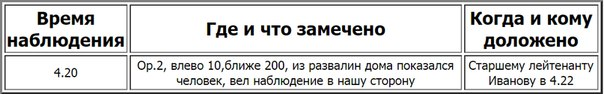 Время
наблюдения
Где и что замечено
Когда и кому
доложено
4.20
Ор.2, влево 10,ближе 200, из развалин дома показался
человек, вел наблюдение в нашу сторону
Старшему лейтенанту
Иванову в 4.22